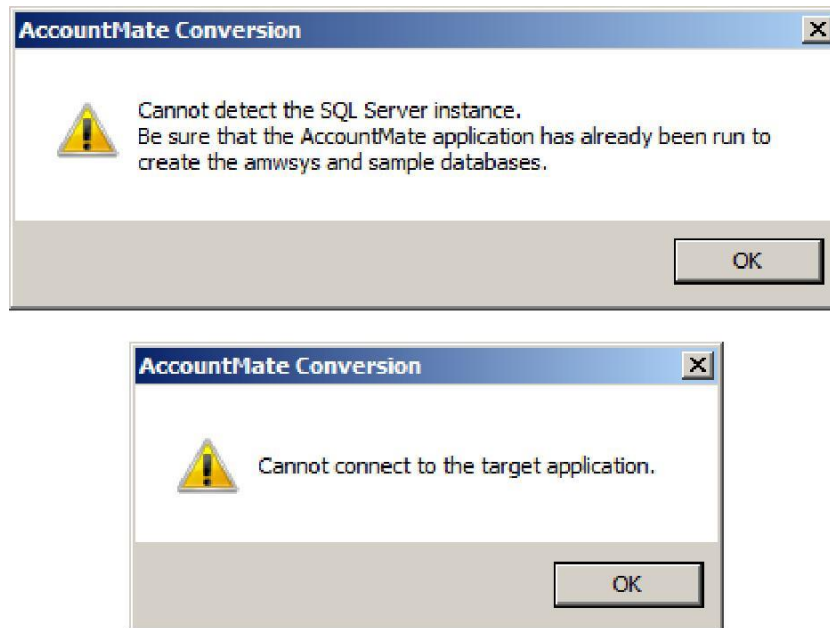 AccountMate Conversion
Cannot detect the SQL Server instance.
Be sure that the AccountMate application has already been run to
create the amwsys and sample databases.
OK
AccountMate Conversion
Cannot connect to the target application.
OK